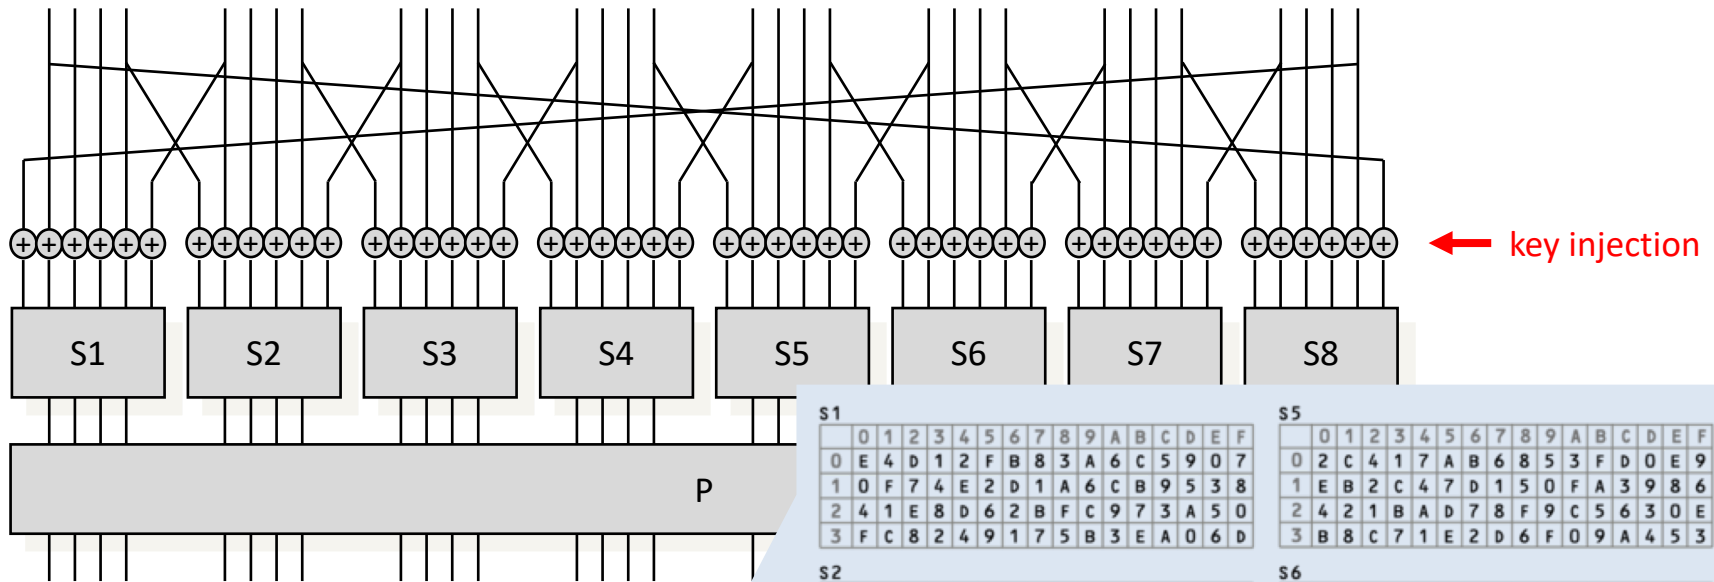 + + + + + + + + + + + + + + + + + + + + + + + + + + + + + + + + + + + + + + + + + + + + + + + + key injection
S1 S2 S3 S4 S5 S6 S7 S8
P
S1
0 1 2 3 4 5 6 7 8 9 A B C D E F
0 E 4 D 1 2 F B 8 3 A 6 C 5 9 0 7
1 0 F 7 4 E 2 D 1 A 6 C B 9 5 3 8
2 4 1 E 8 D 6 2 B F C 9 7 3 A 5 0
3 F C 8 2 4 9 1 7 5 B 3 E A 0 6 D
S5
0 1 2 3 4 5 6 7 8 9 A B C D E F
0 2 C 4 1 7 A B 6 8 5 3 F D 0 E 9
1 E B 2 C 4 7 D 1 5 0 F A 3 9 8 6
2 4 2 1 B A D 7 8 F 9 C 5 6 3 0 E
3 B 8 C 7 1 E 2 D 6 F 0 9 A 4 5 3
S2
S6